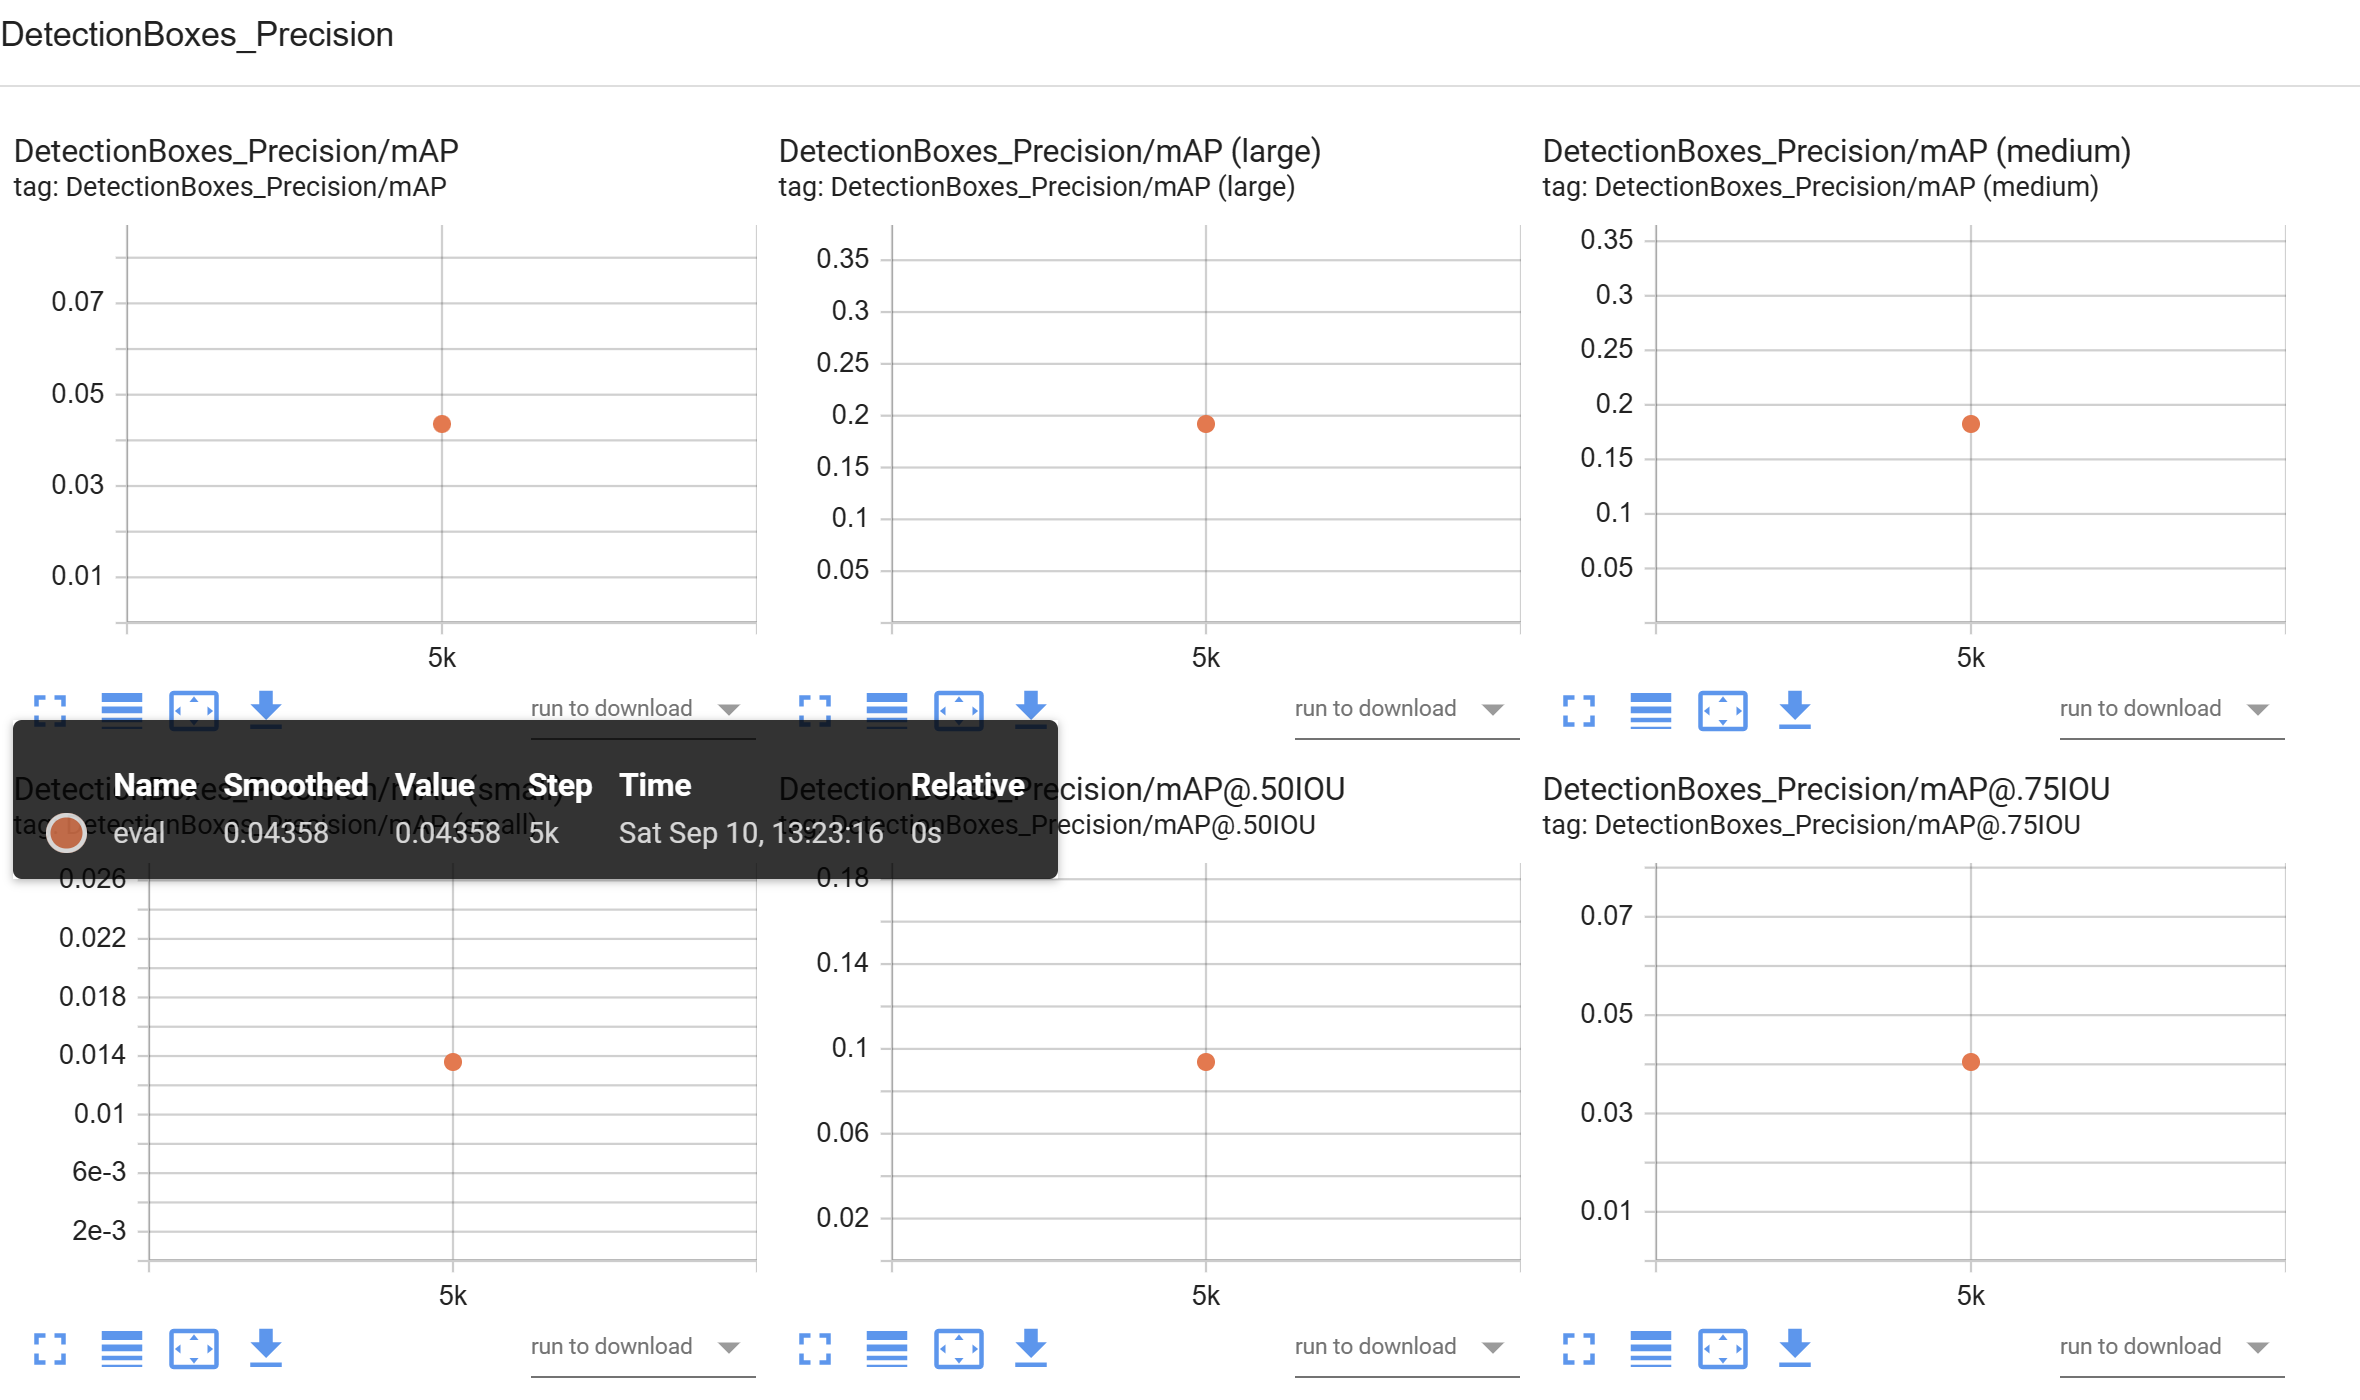 DetectionBoxes_Precision
DetectionBoxes_Precision/mAP
tag: DetectionBoxes_Precision/mAP
0.07
0.05
0.03
0.01
5k
run to download
DetectionBoxes_Precision/mAP (large)
tag: DetectionBoxes_Precision/mAP (large)
0.35
0.3
0.25
0.2
0.15
0.1
0.05
5k
run to download
DetectionBoxes_Precision/mAP (medium)
tag: DetectionBoxes_Precision/mAP (medium)
0.35
0.3
0.25
0.2
0.15
0.1
0.05
5k
run to download
Name Smoothed Value Step Time Relative
eval 0.04358 0.04358 5k Sat Sep 10, 13:23:16 0s
DetectionBoxes_Precision/mAP (small)
tag: DetectionBoxes_Precision/mAP (small)
0.026
0.022
0.018
0.014
0.01
6e-3
2e-3
5k
run to download
DetectionBoxes_Precision/mAP@.50IOU
tag: DetectionBoxes_Precision/mAP@.50IOU
0.18
0.14
0.1
0.06
0.02
5k
run to download
DetectionBoxes_Precision/mAP@.75IOU
tag: DetectionBoxes_Precision/mAP@.75IOU
0.07
0.05
0.03
0.01
5k
run to download